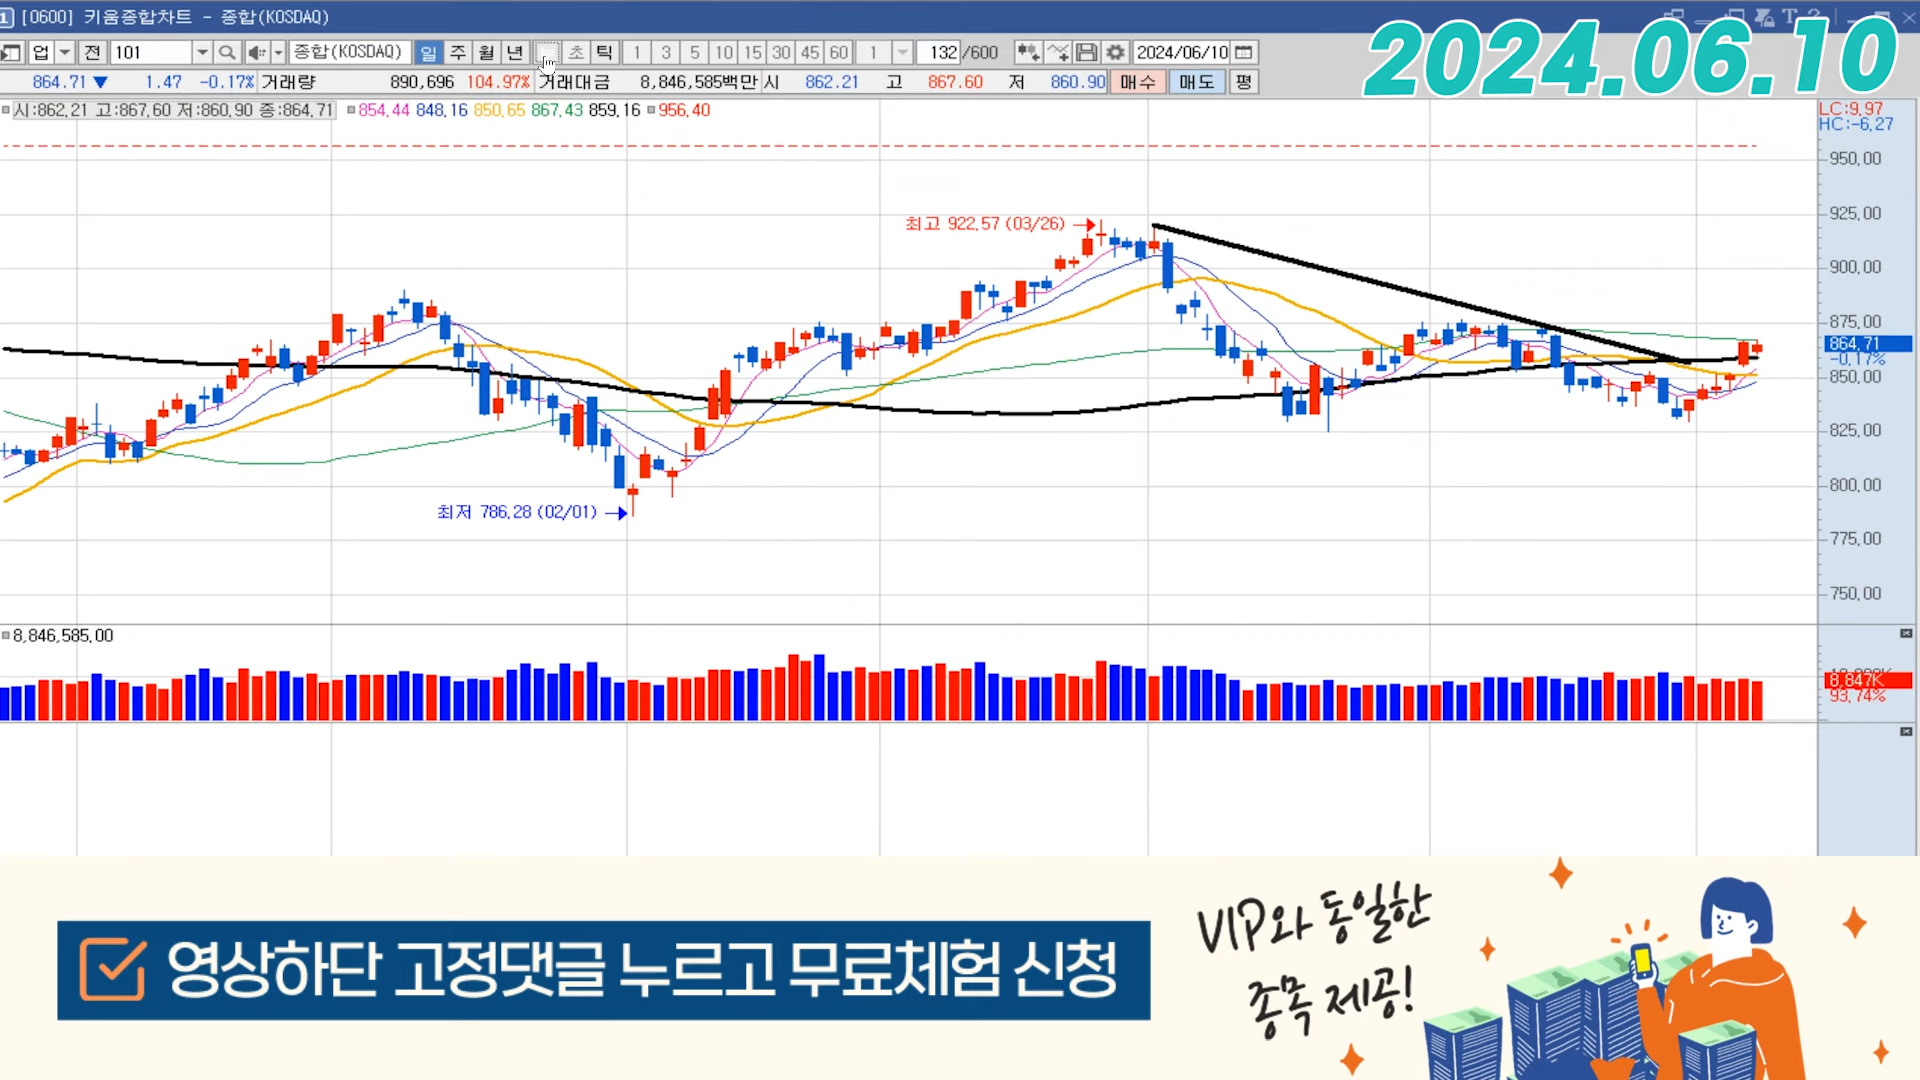 [0600] 키움종합차트 - 종합(KOSDAQ)
2024.06.10
업 전 101 종합(KOSDAQ) 일 주 월 년 초 틱 1 3 5 10 15 30 45 60 1 132 /600 2024/06/10
864.71 ▼ 1.47 -0.17% 거래량 890,696 104.97% 거래대금 8,846,585백만 시 862.21 고 867.60 저 860.90 매수 매도 평
시:862.21 고:867.60 저:860.90 종:864.71 854.44 848.16 850.65 867.43 859.16 956.40
LC:9.97
HC:-6.27
950.00
925.00
최고 922.57 (03/26)
900.00
875.00
864.71
-0.17%
850.00
825.00
800.00
최저 786.28 (02/01)
775.00
750.00
8,846,585.00
8,847K
93.74%
영상하단 고정댓글 누르고 무료체험 신청
VIP와 동일한
종목 제공!